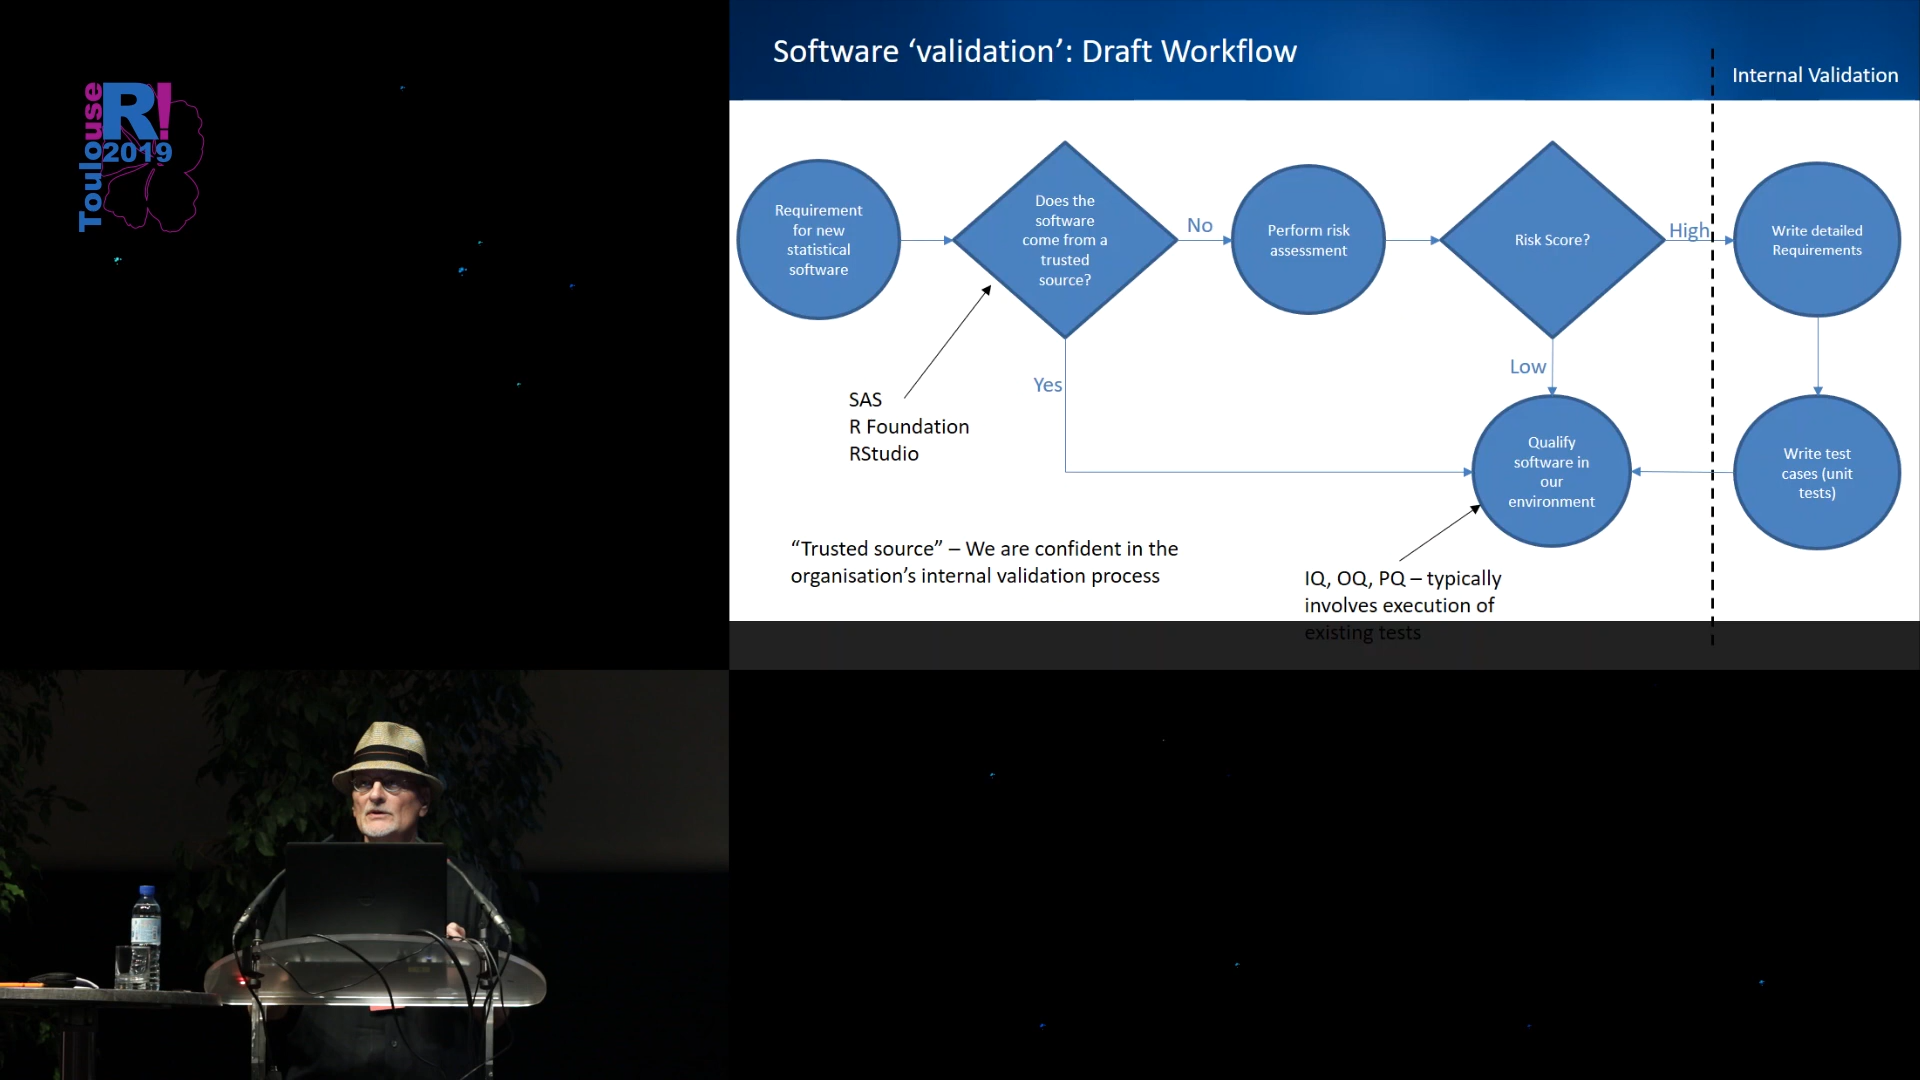 Toulouse
R!
2019
Software ‘validation’: Draft Workflow
Internal Validation
Requirement
for new
statistical
software
Does the
software
come from a
trusted
source?
No
Perform risk
assessment
Risk Score?
High
Write detailed
Requirements
Yes
Low
SAS
R Foundation
RStudio
Qualify
software in
our
environment
Write test
cases (unit
tests)
“Trusted source” – We are confident in the
organisation’s internal validation process
IQ, OQ, PQ – typically
involves execution of
existing tests